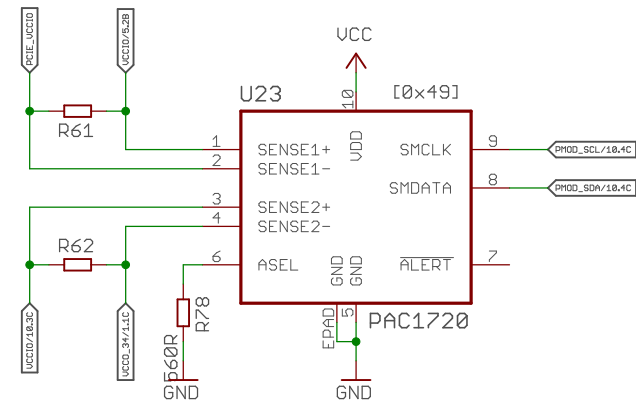 PCIE_VCCIO
VCCIO/5.2B
VCC
U23
[0x49]
10
R61
1
SENSE1+
VDD
SMCLK
9
PMOD_SCL/10.4C
2
SENSE1-
3
SENSE2+
SMDATA
8
PMOD_SDA/10.4C
4
SENSE2-
R62
6
ASEL
GND
GND
ALERT
7
VCCIO/10.3C
VCCO_34/1.1C
R78
560R
EPAD
5
PAC1720
GND
GND